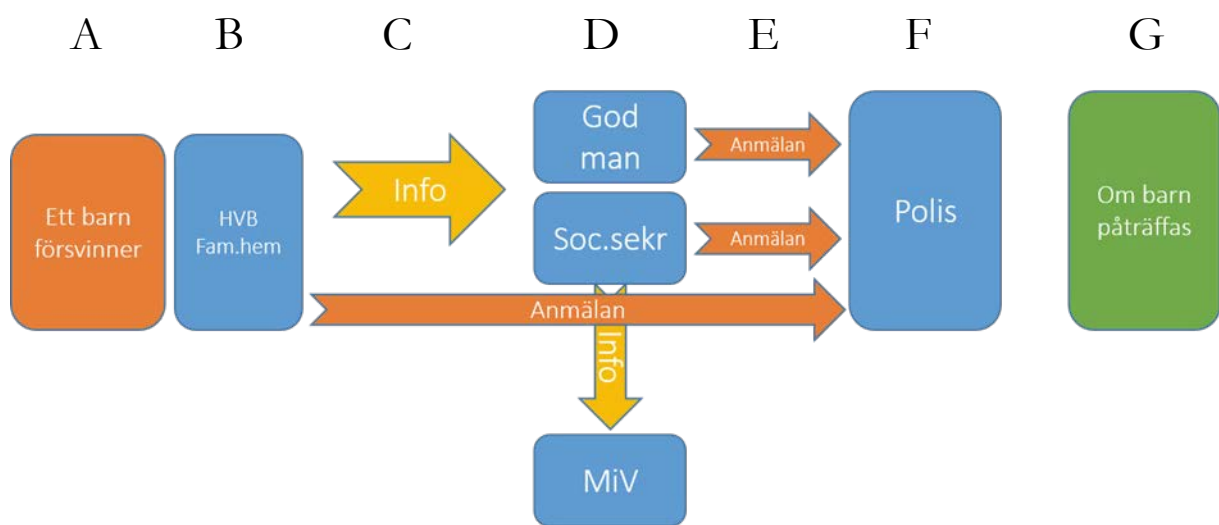 A B C D E F G
Ett barn
försvinner
HVB
Fam.hem
Info
God
man
Soc.sekr
Anmälan
Anmälan
Anmälan
Info
MiV
Polis
Om barn
påträffas